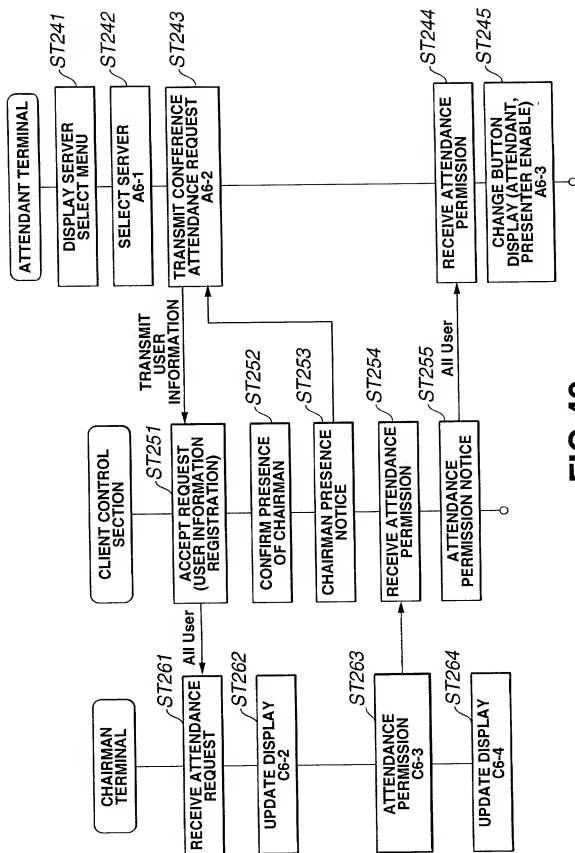 CHAIRMAN
TERMINAL
ST261
RECEIVE ATTENDANCE
REQUEST
ST262
UPDATE DISPLAY
C6-2
ST263
ATTENDANCE
PERMISSION
C6-3
ST264
UPDATE DISPLAY
C6-4
All User
CLIENT CONTROL
SECTION
ST251
ACCEPT REQUEST
(USER INFORMATION
REGISTRATION)
ST252
CONFIRM PRESENCE
OF CHAIRMAN
ST253
CHAIRMAN PRESENCE
NOTICE
ST254
RECEIVE ATTENDANCE
PERMISSION
ST255
ATTENDANCE
PERMISSION NOTICE
TRANSMIT
USER
INFORMATION
All User
ATTENDANT TERMINAL
ST241
DISPLAY SERVER
SELECT MENU
ST242
SELECT SERVER
A6-1
ST243
TRANSMIT CONFERENCE
ATTENDANCE REQUEST
A6-2
ST244
RECEIVE ATTENDANCE
PERMISSION
ST245
CHANGE BUTTON
DISPLAY (ATTENDANT,
PRESENTER ENABLE)
A6-3